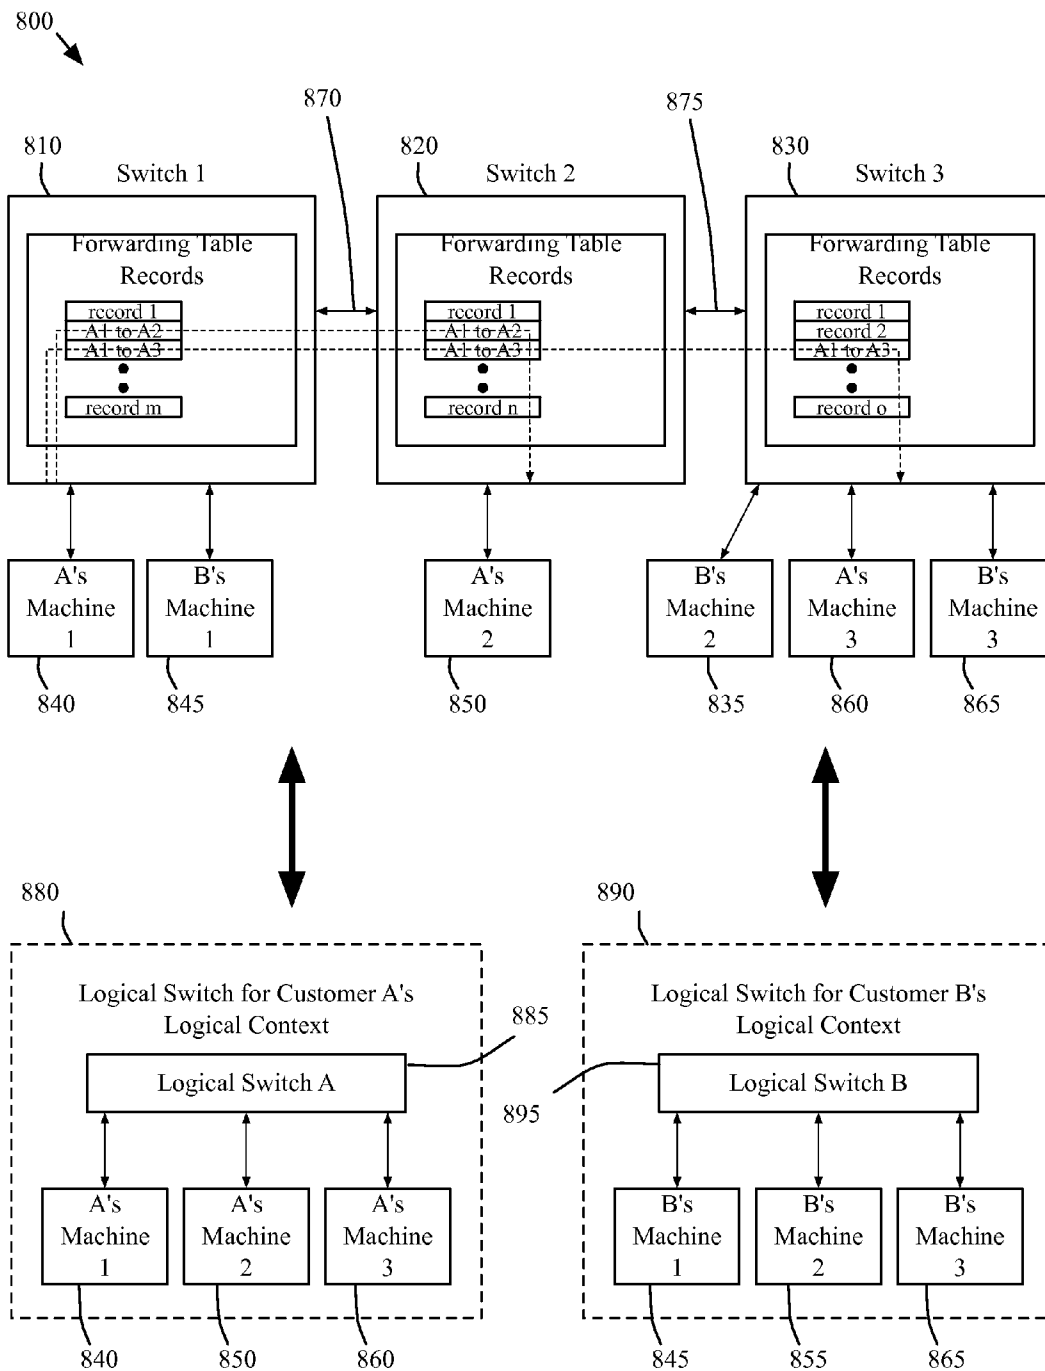 800
870
875
810
820
830
Switch 1
Switch 2
Switch 3
Forwarding Table
Records
record 1
A1 to A2
A1 to A3
record m
Forwarding Table
Records
record 1
A1 to A2
A1 to A3
record n
Forwarding Table
Records
record 1
record 2
A1 to A3
record o
A's
Machine
1
B's
Machine
1
A's
Machine
2
B's
Machine
2
A's
Machine
3
B's
Machine
3
840
845
850
835
860
865
880
890
Logical Switch for Customer A's
Logical Context
885
Logical Switch A
Logical Switch for Customer B's
Logical Context
895
Logical Switch B
A's
Machine
1
A's
Machine
2
A's
Machine
3
B's
Machine
1
B's
Machine
2
B's
Machine
3
840
850
860
845
855
865